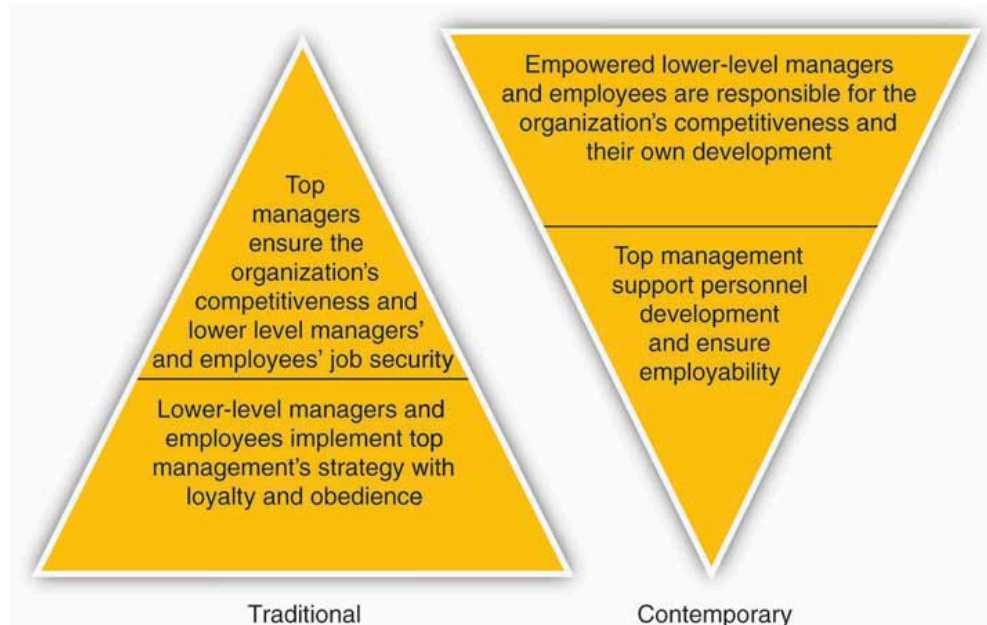 Top
managers
ensure the
organization's
competitiveness and
lower level managers'
and employees' job security
Lower-level managers and
employees implement top
management's strategy with
loyalty and obedience
Traditional
Empowered lower-level managers
and employees are responsible for the
organization's competitiveness and
their own development
Top management
support personnel
development
and ensure
employability
Contemporary